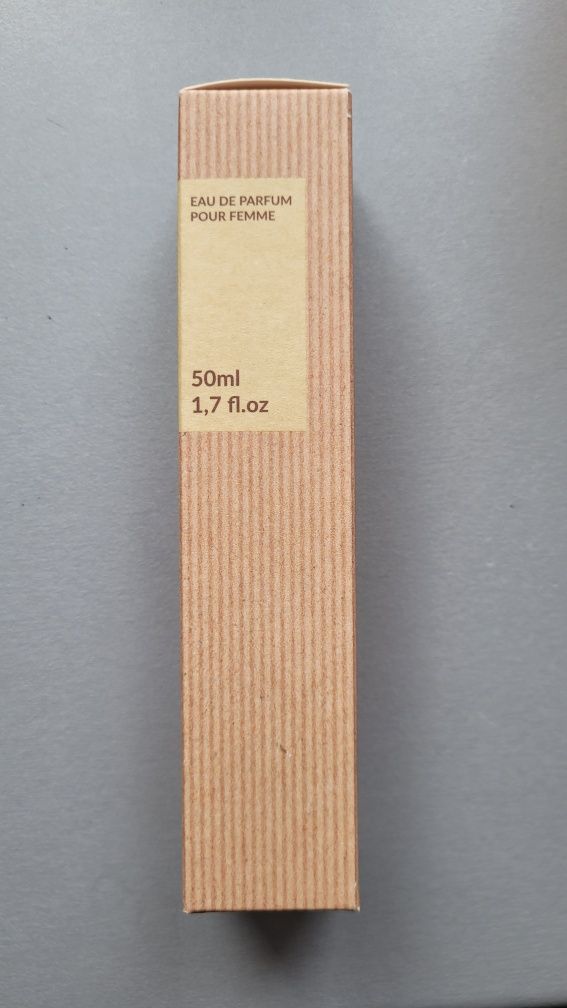 EAU DE PARFUM
POUR FEMME
50ml
1,7 fl.oz